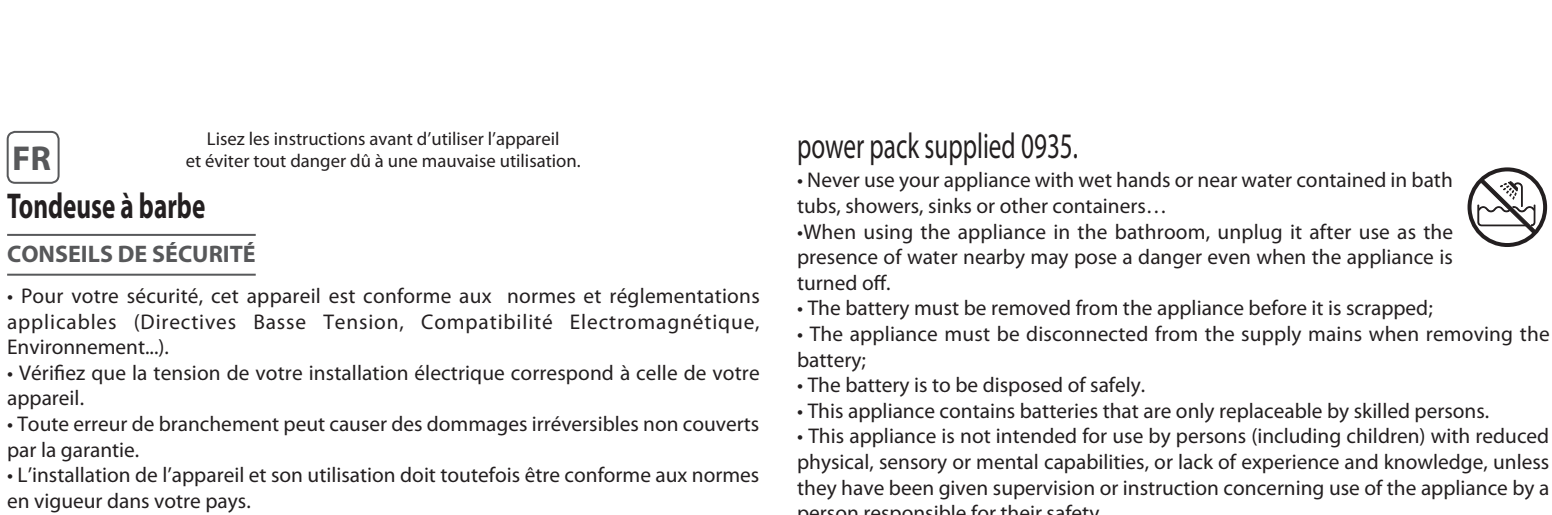 FR
Lisez les instructions avant d’utiliser l’appareil
et éviter tout danger dû à une mauvaise utilisation.
Tondeuse à barbe
CONSEILS DE SÉCURITÉ
• Pour votre sécurité, cet appareil est conforme aux normes et réglementations
applicables (Directives Basse Tension, Compatibilité Electromagnétique,
Environnement...).
• Vérifiez que la tension de votre installation électrique correspond à celle de votre
appareil.
• Toute erreur de branchement peut causer des dommages irréversibles non couverts
par la garantie.
• L’installation de l’appareil et son utilisation doit toutefois être conforme aux normes
en vigueur dans votre pays.
power pack supplied 0935.
• Never use your appliance with wet hands or near water contained in bath
tubs, showers, sinks or other containers…
•When using the appliance in the bathroom, unplug it after use as the
presence of water nearby may pose a danger even when the appliance is
turned off.
• The battery must be removed from the appliance before it is scrapped;
• The appliance must be disconnected from the supply mains when removing the
battery;
• The battery is to be disposed of safely.
• This appliance contains batteries that are only replaceable by skilled persons.
• This appliance is not intended for use by persons (including children) with reduced
physical, sensory or mental capabilities, or lack of experience and knowledge, unless
they have been given supervision or instruction concerning use of the appliance by a
person responsible for their safety.